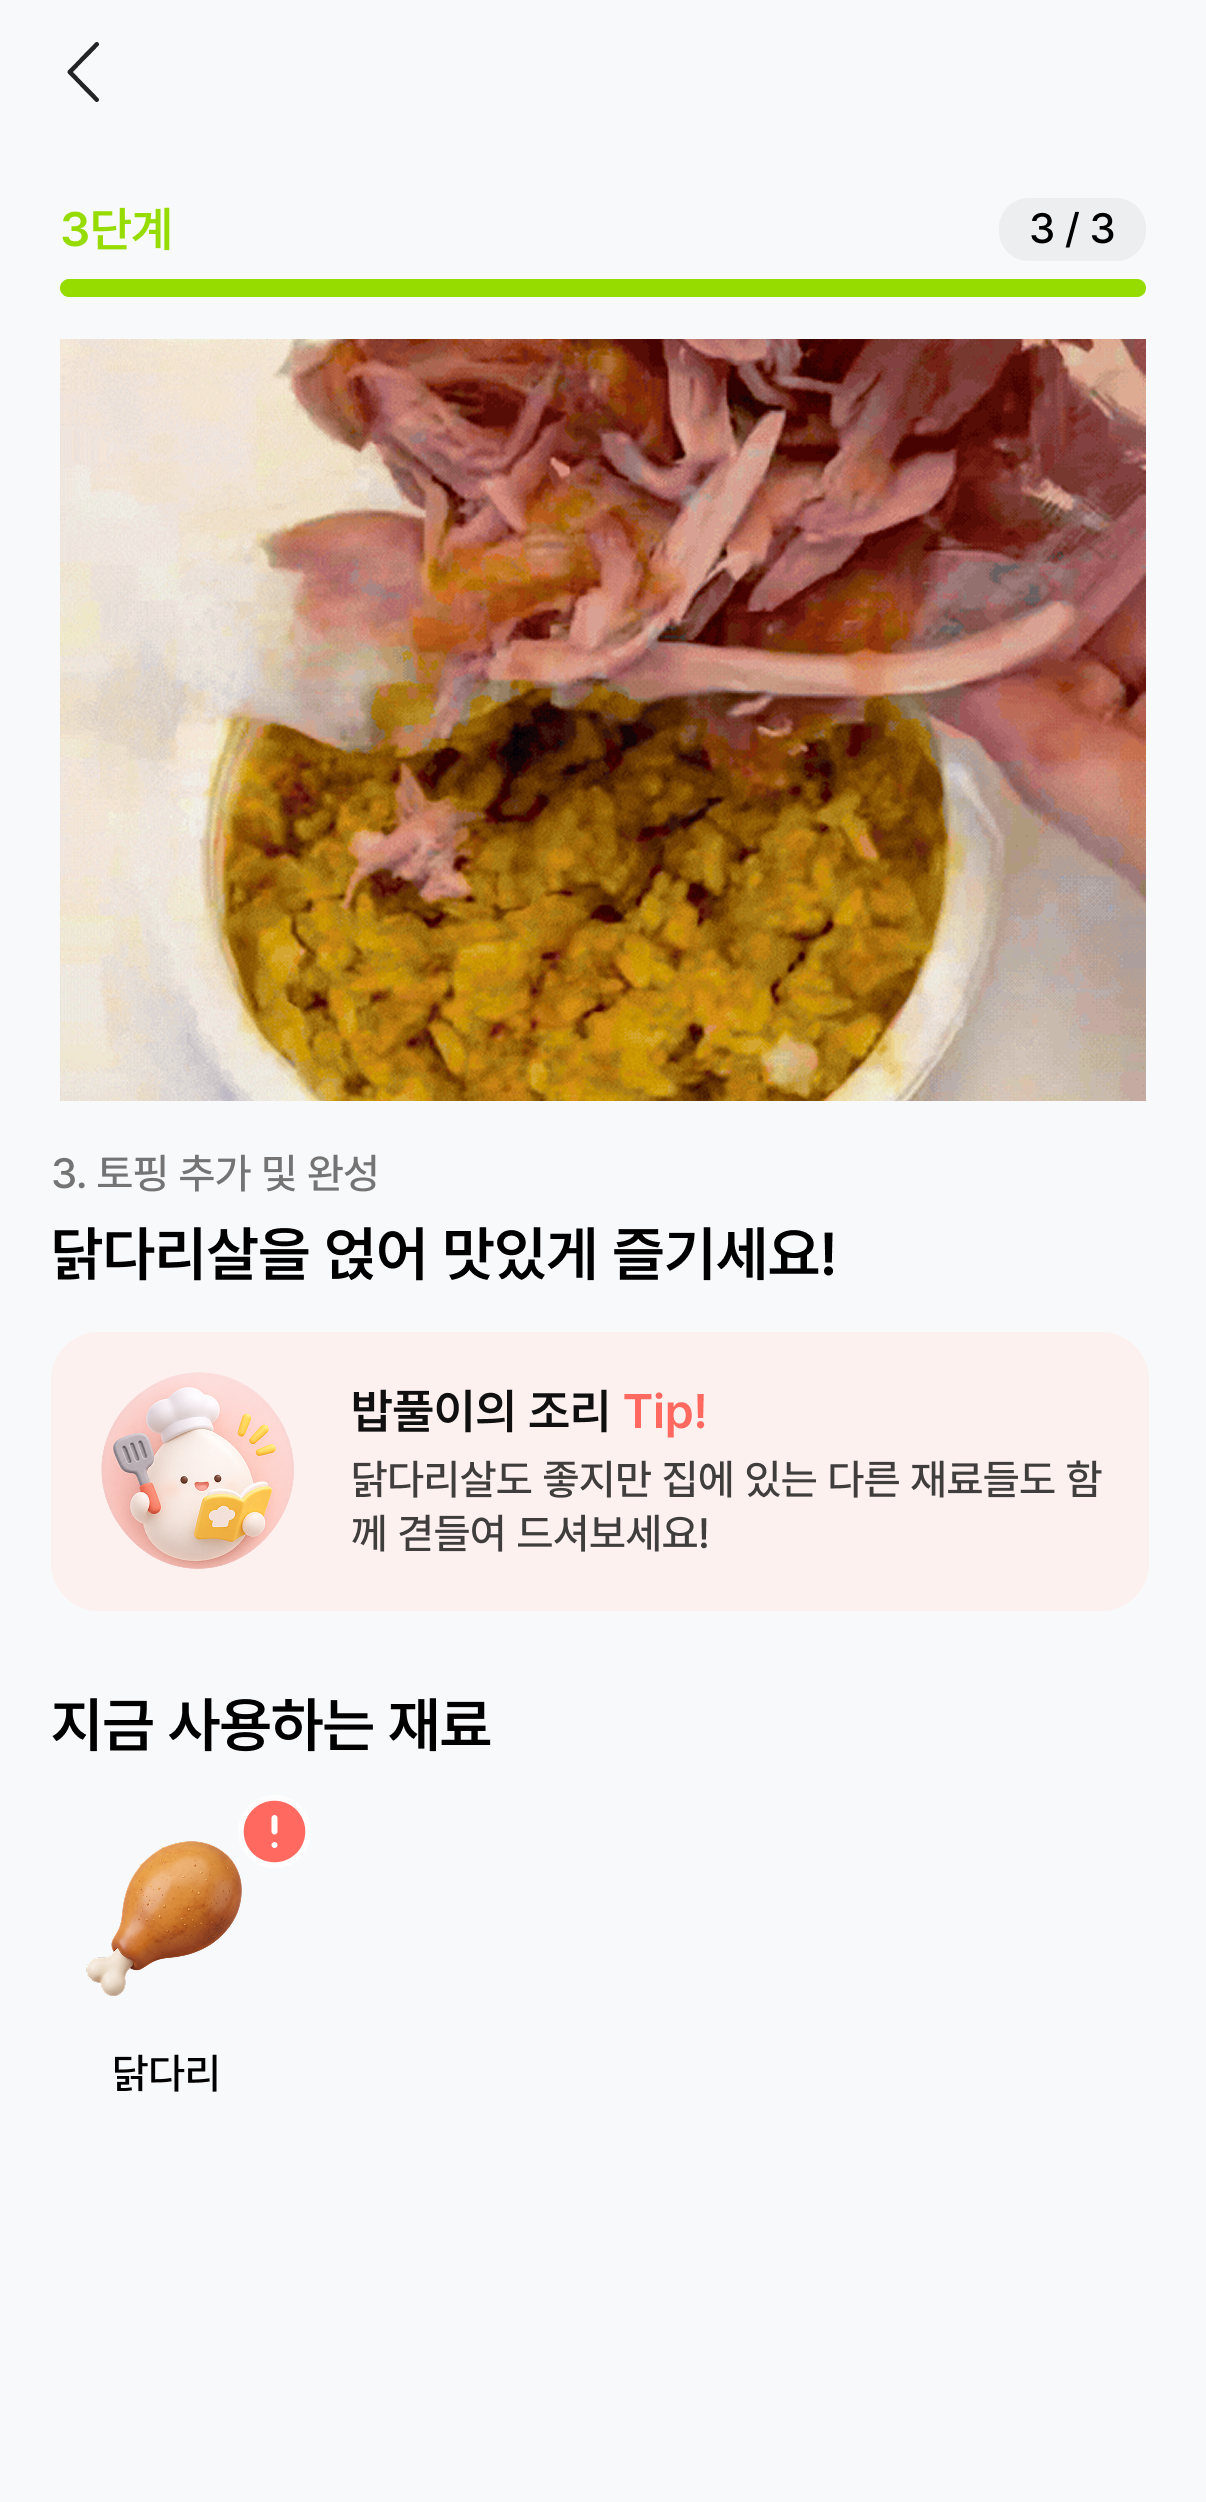 3단계
3 / 3
3. 토핑 추가 및 완성
닭다리살을 얹어 맛있게 즐기세요!
밥풀이의 조리 Tip!
닭다리살도 좋지만 집에 있는 다른 재료들도 함
께 곁들여 드셔보세요!
지금 사용하는 재료
닭다리